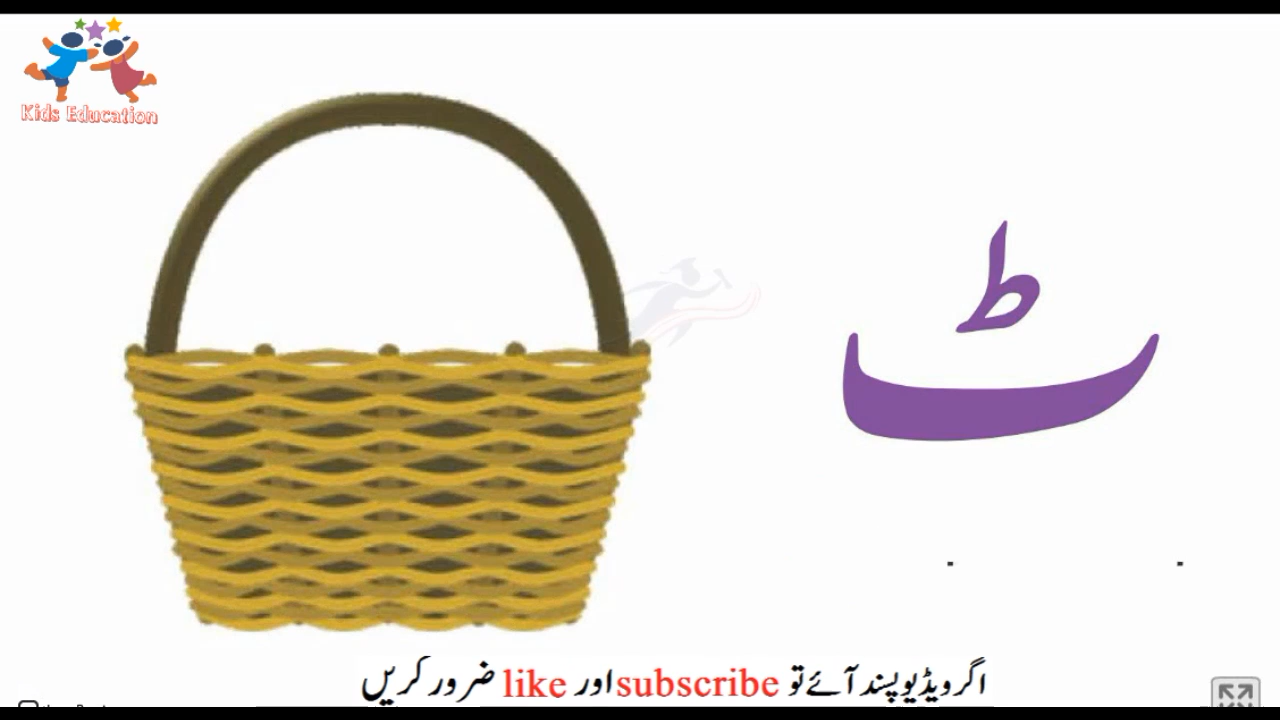 Kids Education
ٹ
اگر ویڈیو پسند آئے تو subscribe اور like ضرور کریں